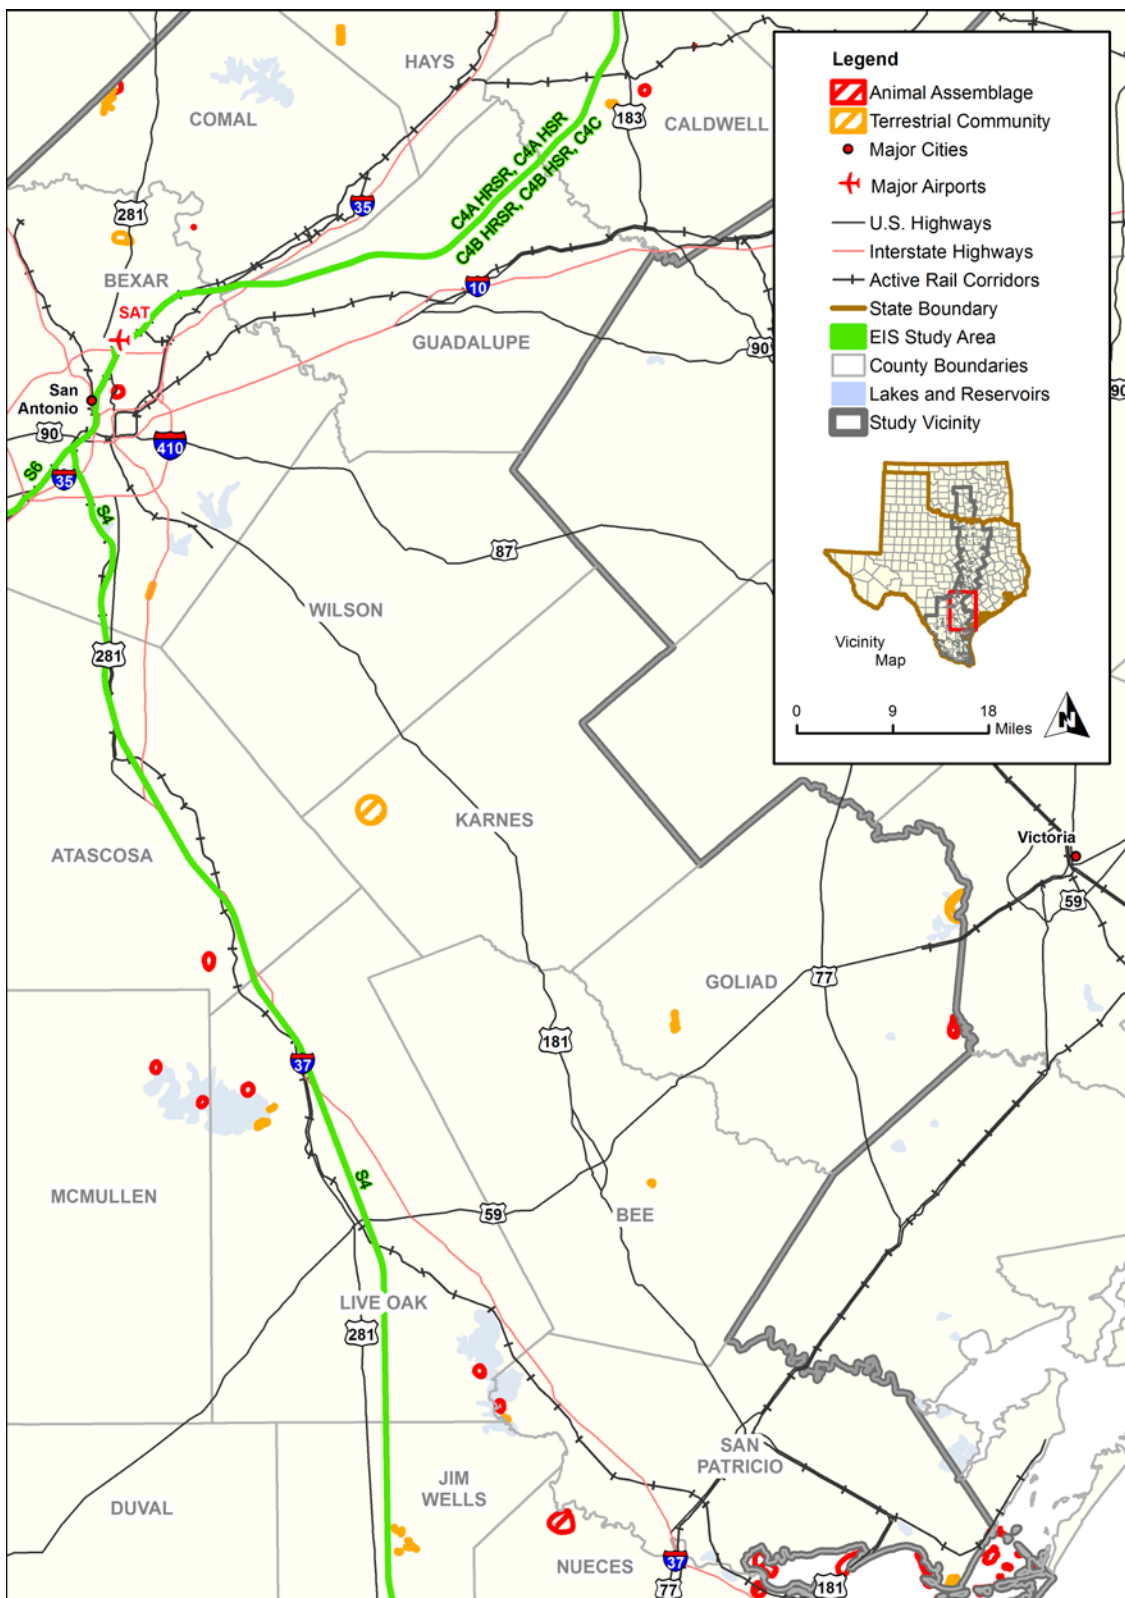 HAYS
COMAL
183
CALDWELL
C4A HRSR, C4A HSR
C4B HRSR, C4B HSR, C4C
35
281
BEXAR
SAT
10
GUADALUPE
90
90
San
Antonio
90
410
S6
35
S4
87
WILSON
281
KARNES
ATASCOSA
Victoria
59
77
GOLIAD
181
37
S4
MCMULLEN
59
BEE
LIVE OAK
281
SAN
PATRICIO
JIM
WELLS
DUVAL
NUECES
37
77
181
Legend
Animal Assemblage
Terrestrial Community
Major Cities
Major Airports
U.S. Highways
Interstate Highways
Active Rail Corridors
State Boundary
EIS Study Area
County Boundaries
Lakes and Reservoirs
Study Vicinity
Vicinity
Map
0 9 18
Miles
N